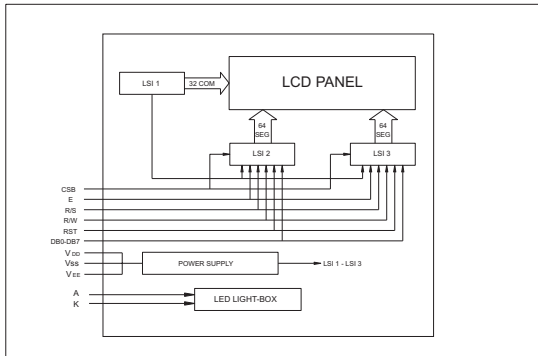 LSI 1
32 COM
LCD PANEL
64
SEG
64
SEG
LSI 2
LSI 3
CSB
E
R/S
R/W
RST
DB0-DB7
VDD
VSS
VEE
POWER SUPPLY
LSI 1 - LSI 3
A
K
LED LIGHT-BOX